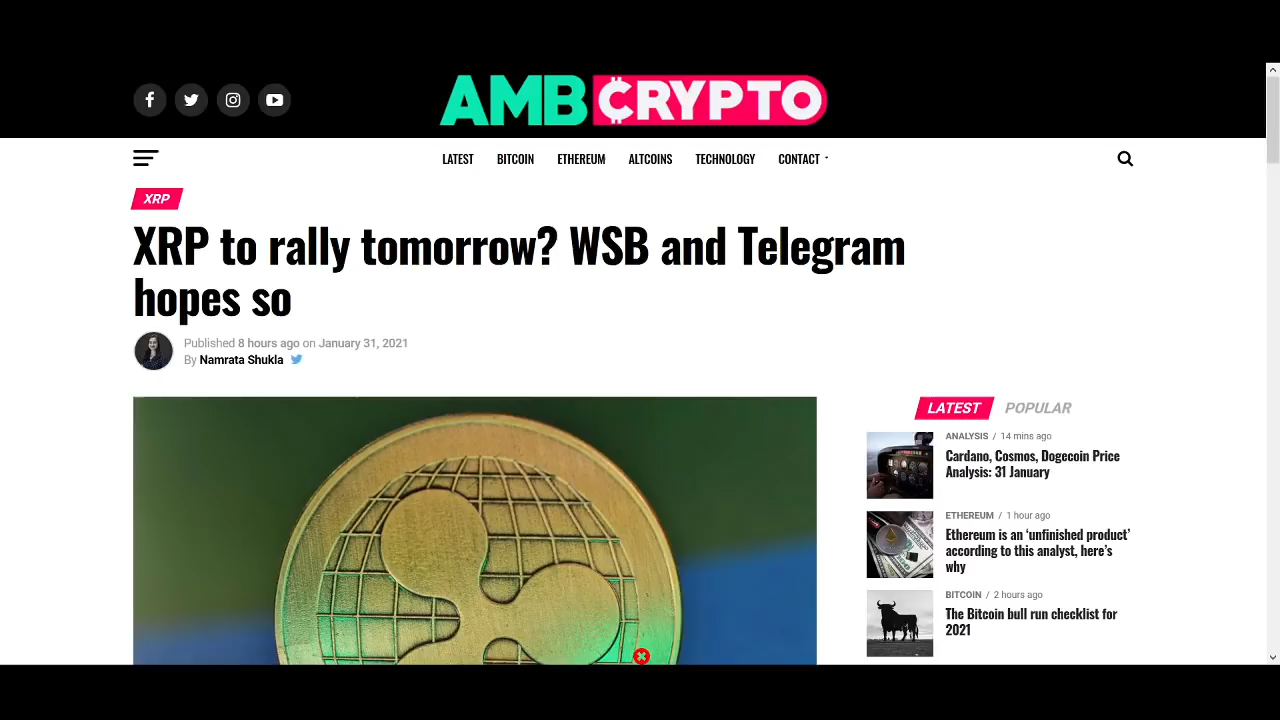 AMBCRYPTO
LATEST BITCOIN ETHEREUM ALTCOINS TECHNOLOGY CONTACT
XRP
XRP to rally tomorrow? WSB and Telegram
hopes so
Published 8 hours ago on January 31, 2021
By Namrata Shukla
LATEST POPULAR
ANALYSIS / 14 mins ago
Cardano, Cosmos, Dogecoin Price
Analysis: 31 January
ETHEREUM / 1 hour ago
Ethereum is an ‘unfinished product’
according to this analyst, here’s
why
BITCOIN / 2 hours ago
The Bitcoin bull run checklist for
2021